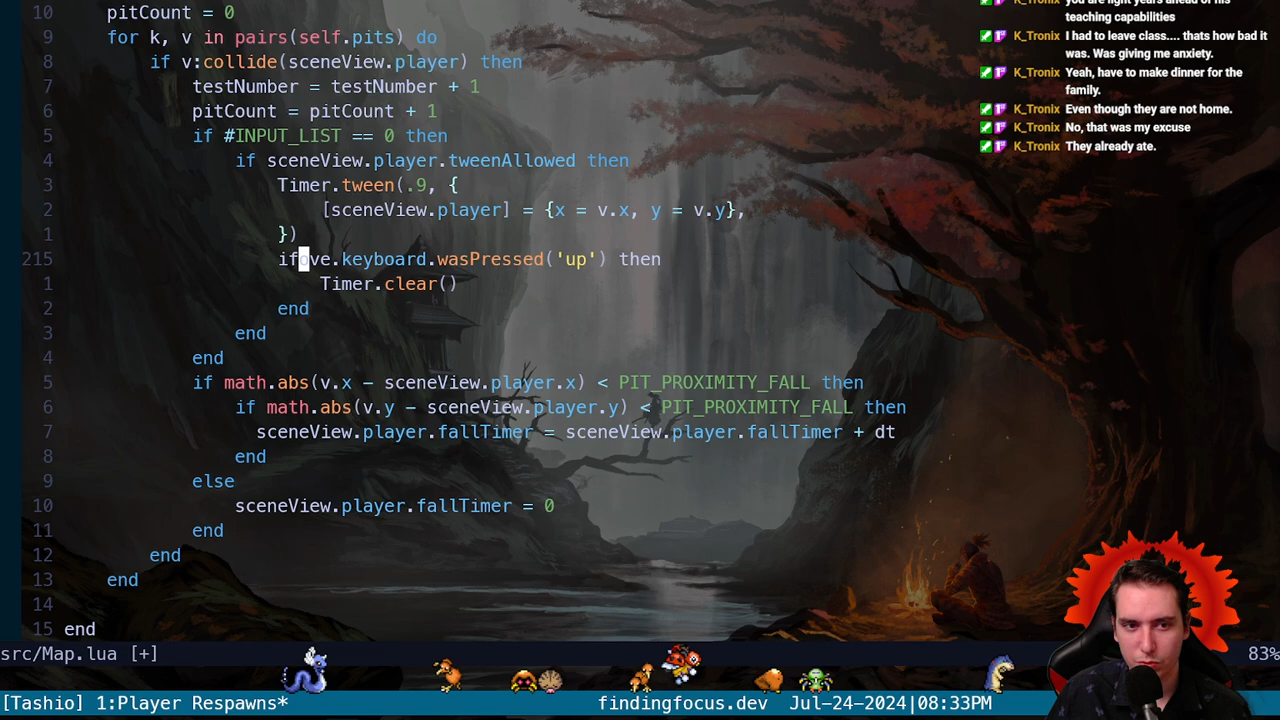 10 pitCount = 0
9 for k, v in pairs(self.pits) do
8 if v:collide(sceneView.player) then
7 testNumber = testNumber + 1
6 pitCount = pitCount + 1
5 if #INPUT_LIST == 0 then
4 if sceneView.player.tweenAllowed then
3 Timer.tween(.9, {
2 [sceneView.player] = {x = v.x, y = v.y},
1 })
215 ifove.keyboard.wasPressed('up') then
1 Timer.clear()
2 end
3 end
4 end
5 if math.abs(v.x - sceneView.player.x) < PIT_PROXIMITY_FALL then
6 if math.abs(v.y - sceneView.player.y) < PIT_PROXIMITY_FALL then
7 sceneView.player.fallTimer = sceneView.player.fallTimer + dt
8 end
9 else
10 sceneView.player.fallTimer = 0
11 end
12 end
13 end
14
15 end
src/Map.lua [+] 83%
[Tashio] 1:Player Respawns* findingfocus.dev Jul-24-2024|08:33PM
K_Tronix you are light years ahead of his
teaching capabilities
K_Tronix I had to leave class.... thats how bad it
was. Was giving me anxiety.
K_Tronix Yeah, have to make dinner for the
family.
K_Tronix Even though they are not home.
K_Tronix No, that was my excuse
K_Tronix They already ate.